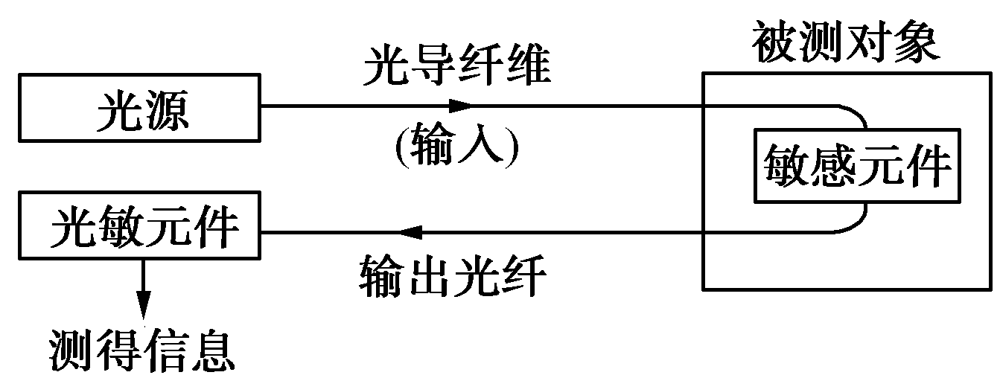 被测对象
光导纤维
光源
(输入)
敏感元件
光敏元件
输出光纤
测得信息